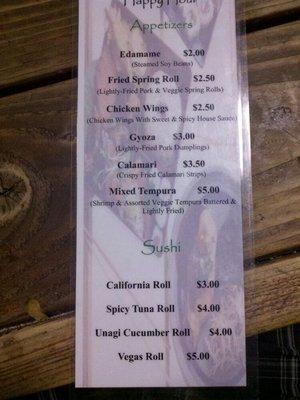 Happy Hour
Appetizers
Edamame $2.00
(Steamed Soy Beans)
Fried Spring Roll $2.50
(Lightly-Fried Pork & Veggie Spring Rolls)
Chicken Wings $2.50
(Chicken Wings With Sweet & Spicy House Sauce)
Gyoza $3.00
(Lightly-Fried Pork Dumplings)
Calamari $3.50
(Crispy Fried Calamari Strips)
Mixed Tempura $5.00
(Shrimp & Assorted Veggie Tempura Battered &
Lightly Fried)
Sushi
California Roll $3.00
Spicy Tuna Roll $4.00
Unagi Cucumber Roll $4.00
Vegas Roll $5.00